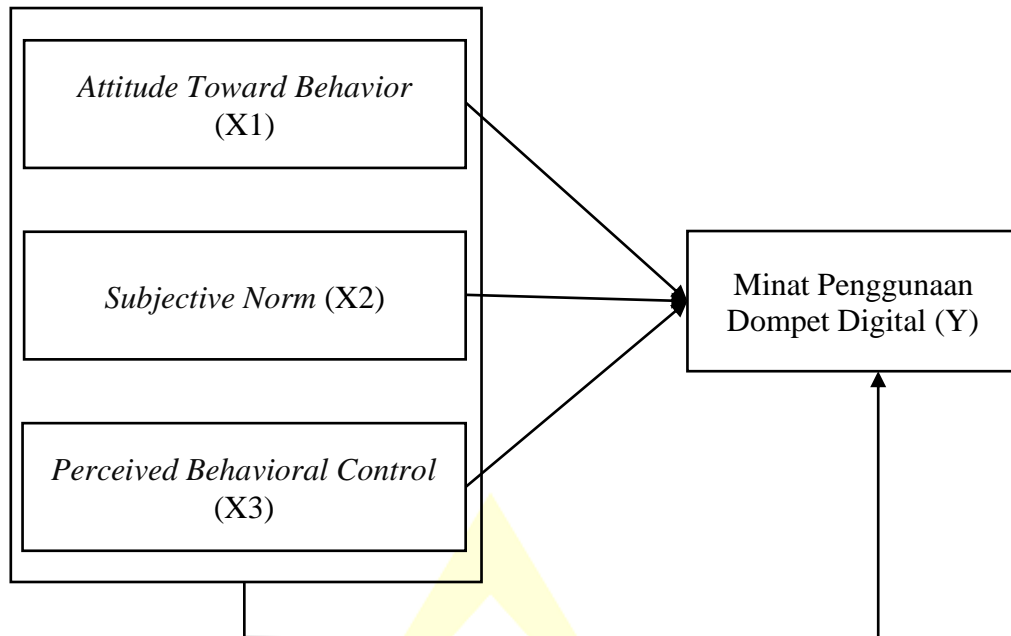 Attitude Toward Behavior
(X1)
Subjective Norm (X2)
Perceived Behavioral Control
(X3)
Minat Penggunaan
Dompet Digital (Y)